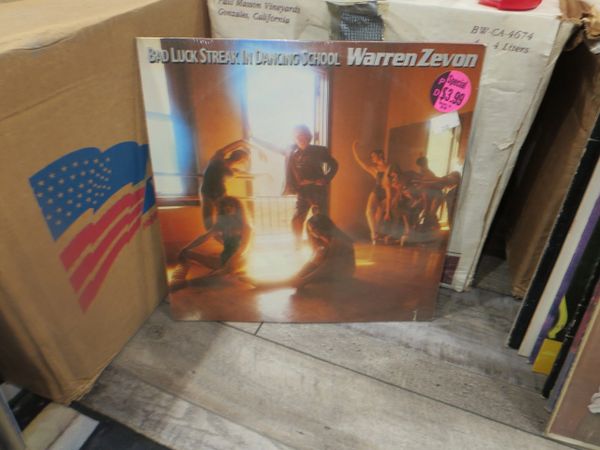 Paul Masson Vineyards
Gonzales, California
BW-CA-4674
4 Liters
BAD LUCK STREAK IN DANCING SCHOOL Warren Zevon
Special
$3.99